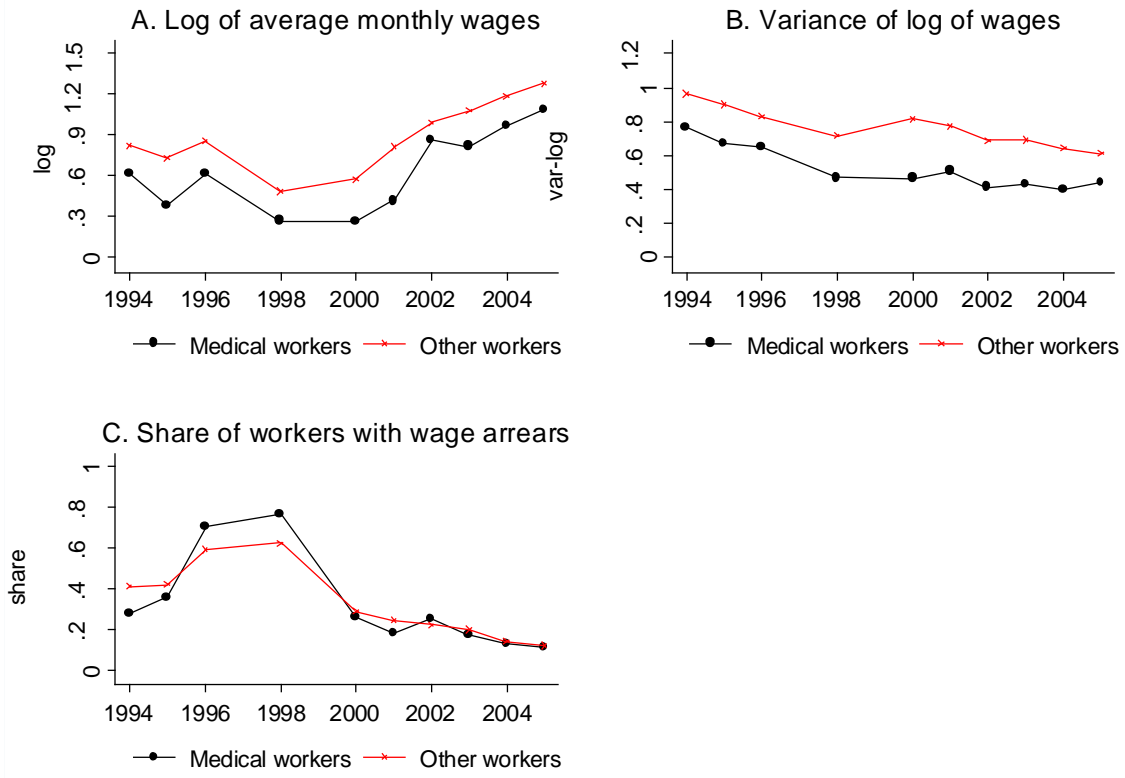 A. Log of average monthly wages
log
1.5
1.2
.9
.6
.3
0
1994 1996 1998 2000 2002 2004
Medical workers Other workers
B. Variance of log of wages
var-log
1.2
1
.8
.6
.4
.2
0
1994 1996 1998 2000 2002 2004
Medical workers Other workers
C. Share of workers with wage arrears
share
1
.8
.6
.4
.2
0
1994 1996 1998 2000 2002 2004
Medical workers Other workers